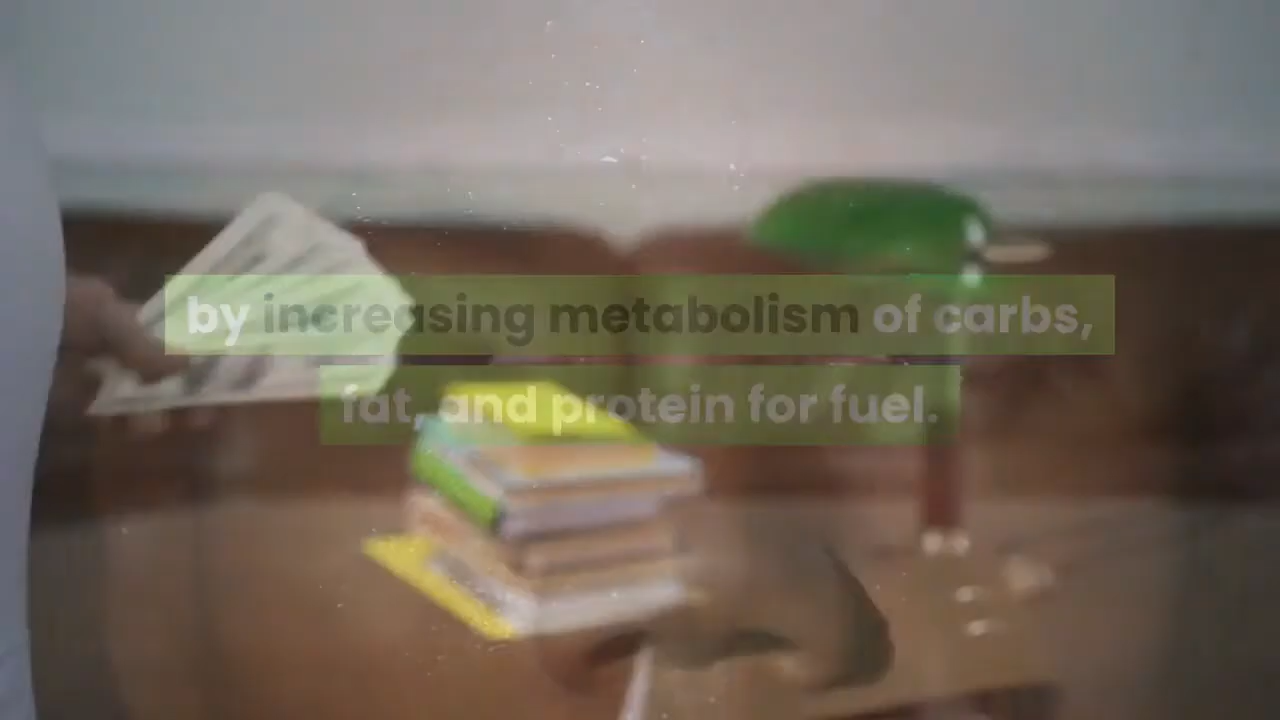 by increasing metabolism of carbs,
fat, and protein for fuel.